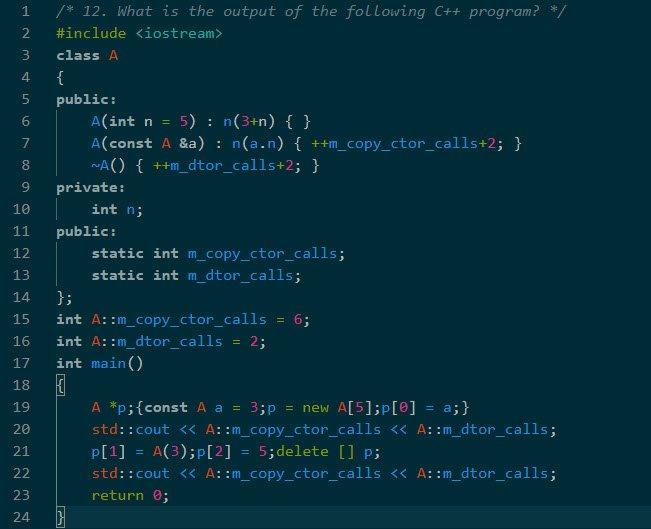 1 /* 12. What is the output of the following C++ program? */
2 #include <iostream>
3 class A
4 {
5 public:
6 A(int n = 5) : n(3+n) { }
7 A(const A &a) : n(a.n) { ++m_copy_ctor_calls+2; }
8 ~A() { ++m_dtor_calls+2; }
9 private:
10 int n;
11 public:
12 static int m_copy_ctor_calls;
13 static int m_dtor_calls;
14 };
15 int A::m_copy_ctor_calls = 6;
16 int A::m_dtor_calls = 2;
17 int main()
18 {
19 A *p;{const A a = 3;p = new A[5];p[0] = a;}
20 std::cout << A::m_copy_ctor_calls << A::m_dtor_calls;
21 p[1] = A(3);p[2] = 5;delete [] p;
22 std::cout << A::m_copy_ctor_calls << A::m_dtor_calls;
23 return 0;
24 }